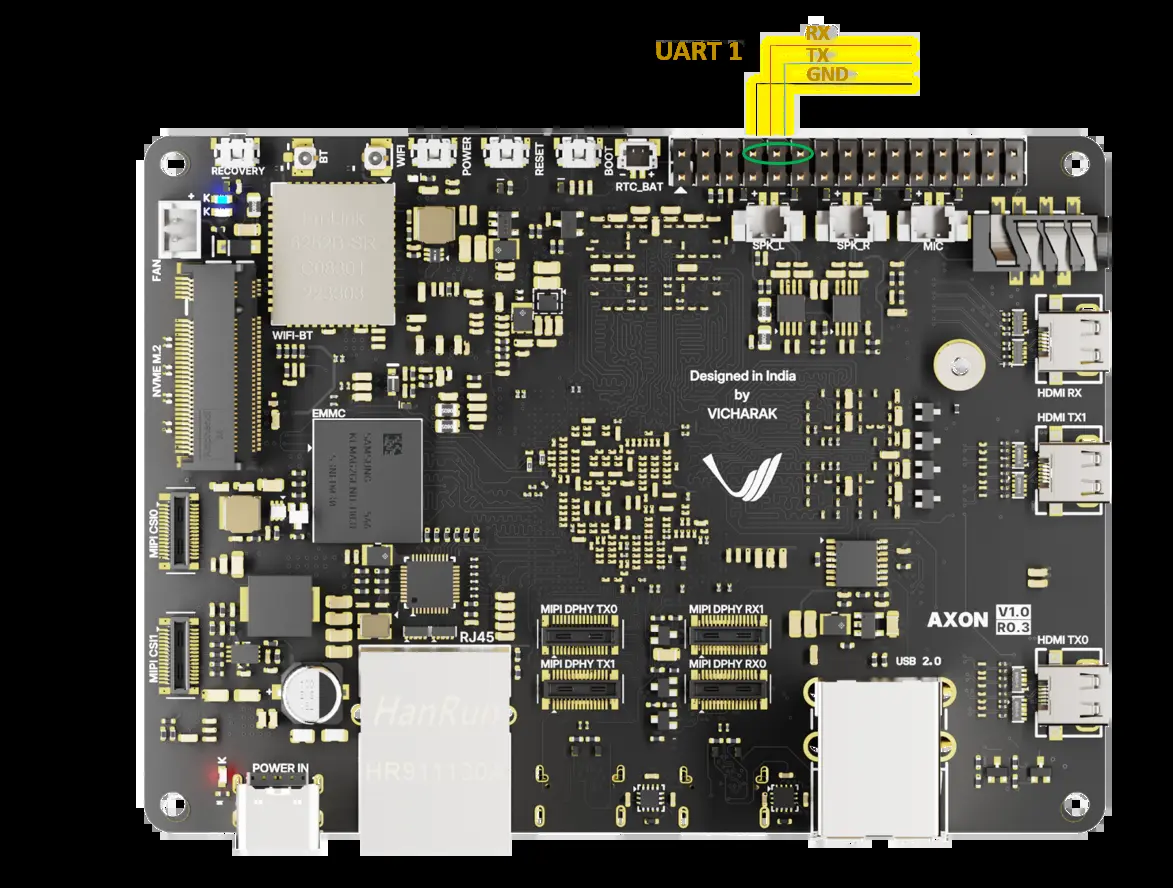 UART 1
RX
TX
GND
RECOVERY
BT
WIFI
POWER
RESET
BOOT
RTC_BAT
+
K
K
FAN
SPK_L
SPK_R
MIC
WIFI-BT
NVME M.2
EMMC
SAMSUNG
HDMI RX
HDMI TX1
Designed in India
by
VICHARAK
MIPI CSI0
MIPI CSI1
RJ45
MIPI DPHY TX0
MIPI DPHY RX1
MIPI DPHY TX1
MIPI DPHY RX0
AXON V1.0
R0.3
HDMI TX0
USB 2.0
HanRun
K
POWER IN